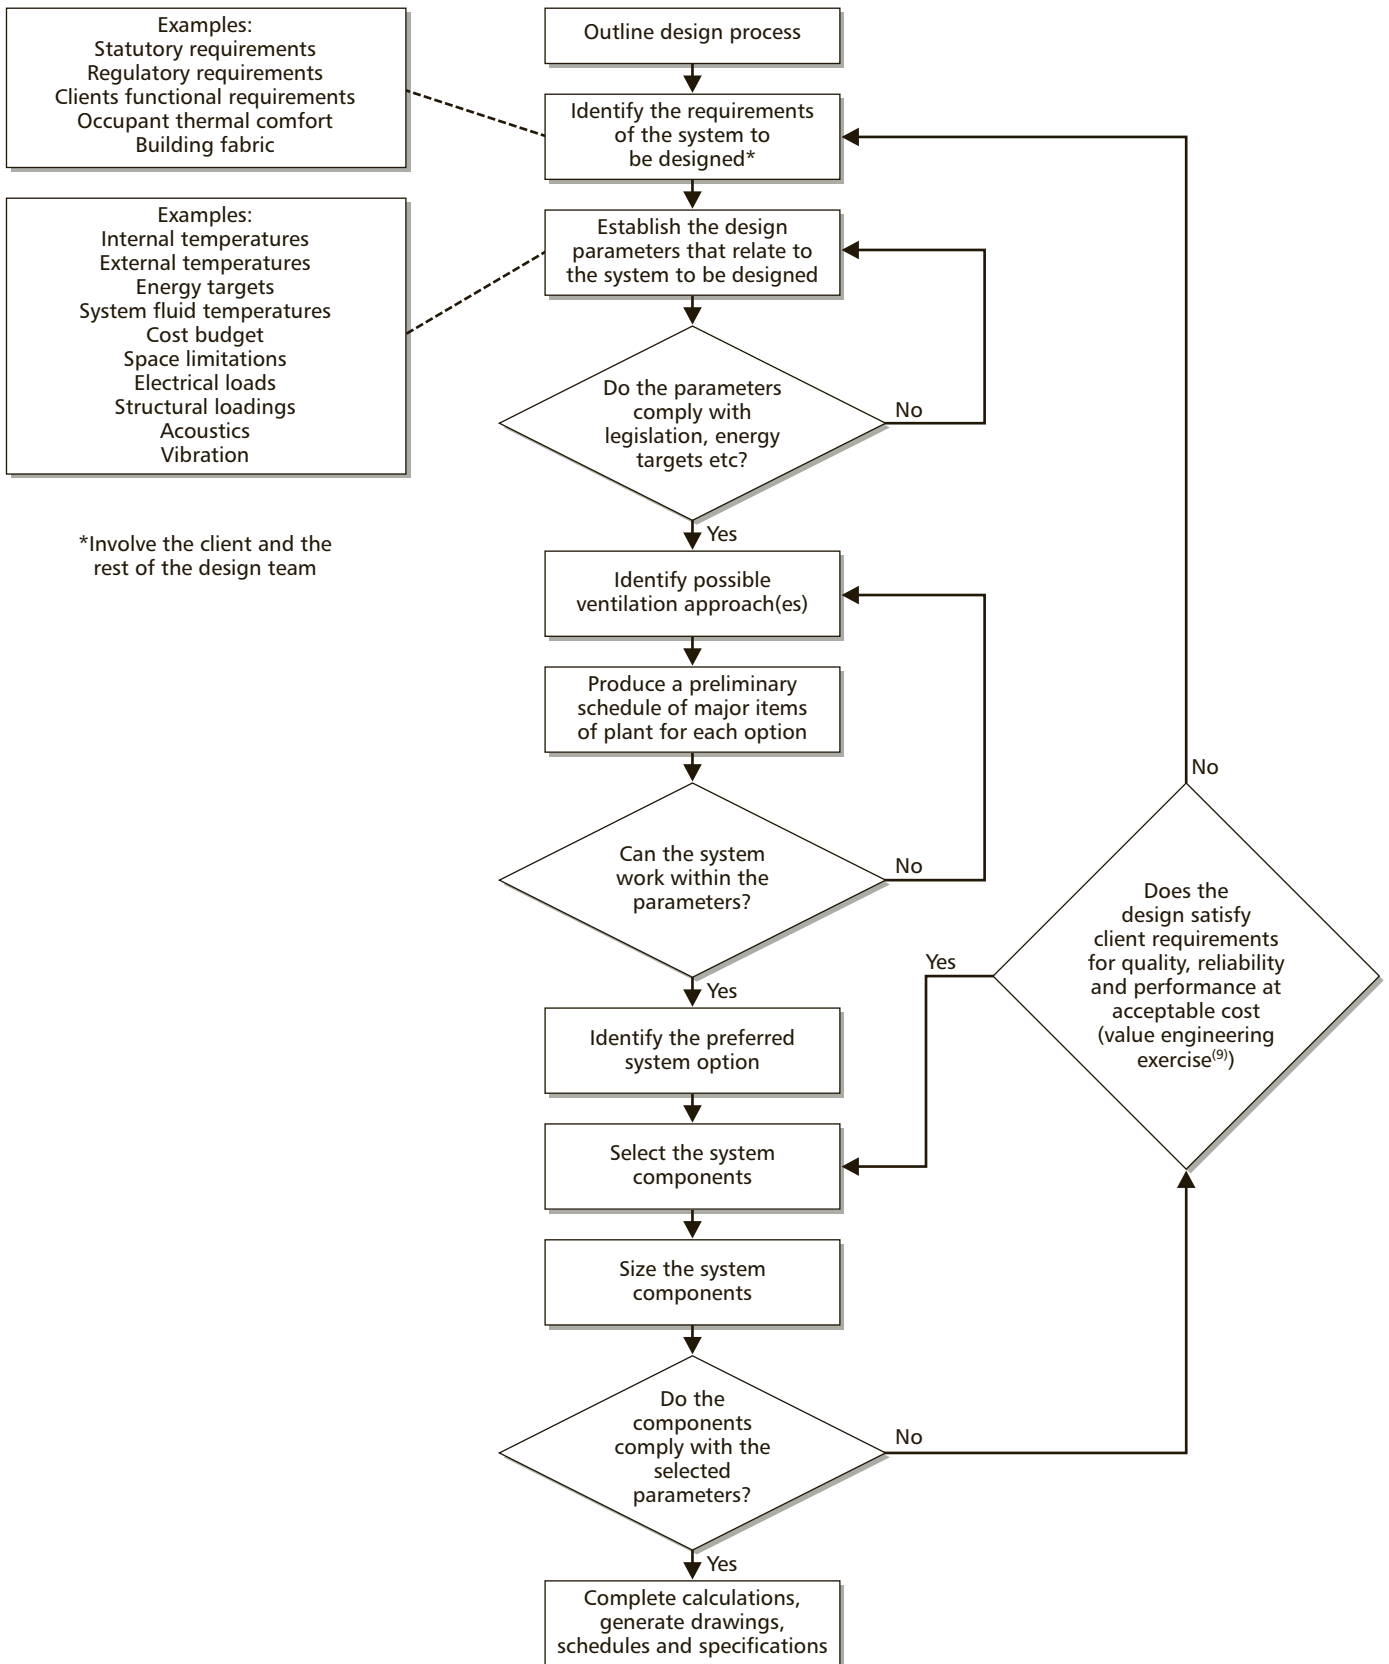 Examples:
Statutory requirements
Regulatory requirements
Clients functional requirements
Occupant thermal comfort
Building fabric
Outline design process
Identify the requirements
of the system to
be designed*
Examples:
Internal temperatures
External temperatures
Energy targets
System fluid temperatures
Cost budget
Space limitations
Electrical loads
Structural loadings
Acoustics
Vibration
Establish the design
parameters that relate to
the system to be designed
Do the parameters
comply with
legislation, energy
targets etc?
No
Yes
*Involve the client and the
rest of the design team
Identify possible
ventilation approach(es)
Produce a preliminary
schedule of major items
of plant for each option
Can the system
work within the
parameters?
No
Yes
Identify the preferred
system option
Select the system
components
Size the system
components
Do the
components
comply with the
selected
parameters?
No
Yes
Complete calculations,
generate drawings,
schedules and specifications
No
Does the
design satisfy
client requirements
for quality, reliability
and performance at
acceptable cost
(value engineering
exercise(9))
Yes